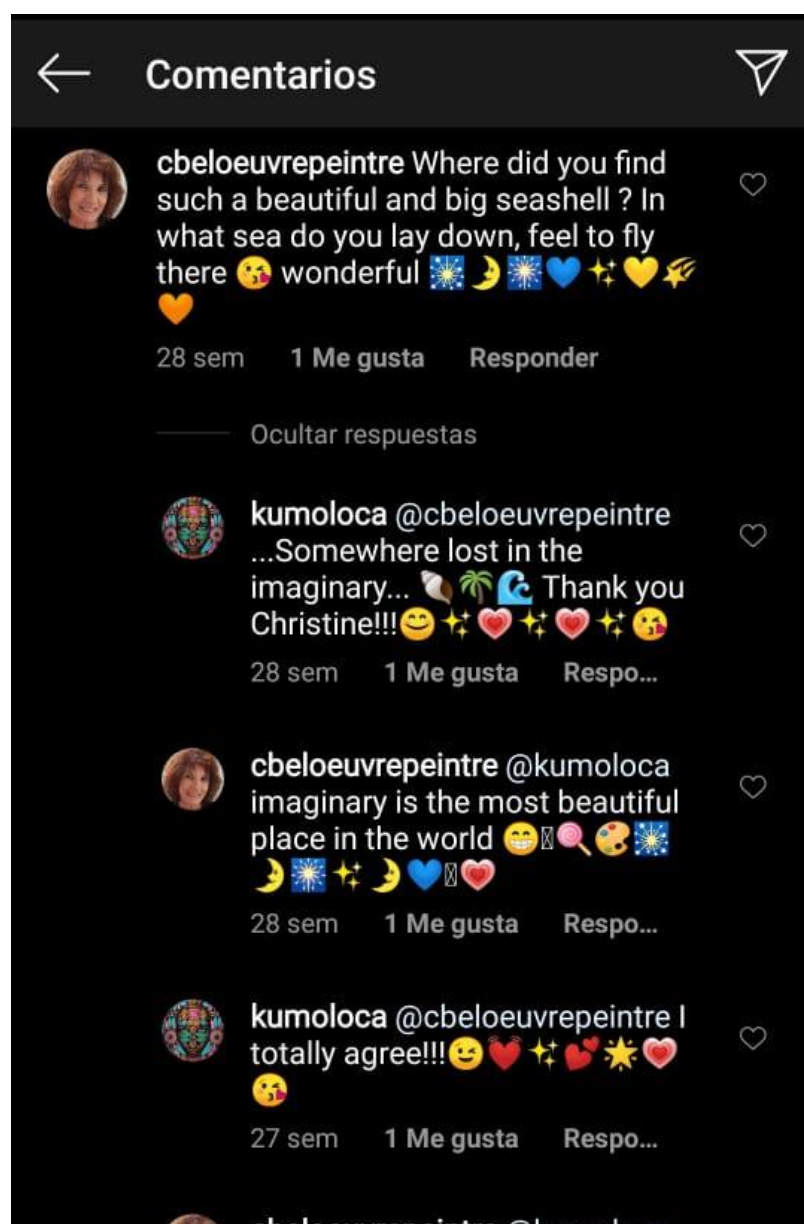 Comentarios
cbeloeuvrepeintre Where did you find
such a beautiful and big seashell ? In
what sea do you lay down, feel to fly
there 😘 wonderful 🎇🌛🎇💙✨💛🌠
🧡
28 sem 1 Me gusta Responder
Ocultar respuestas
kumoloca @cbeloeuvrepeintre
...Somewhere lost in the
imaginary... 🐚🌴🌊 Thank you
Christine!!!😊✨💗✨💗✨😘
28 sem 1 Me gusta Respo...
cbeloeuvrepeintre @kumoloca
imaginary is the most beautiful
place in the world 😁🍭🎨🎇
🌛🎇✨🌛💙💗
28 sem 1 Me gusta Respo...
kumoloca @cbeloeuvrepeintre I
totally agree!!!😉💓✨💕🌟💗
😘
27 sem 1 Me gusta Respo...